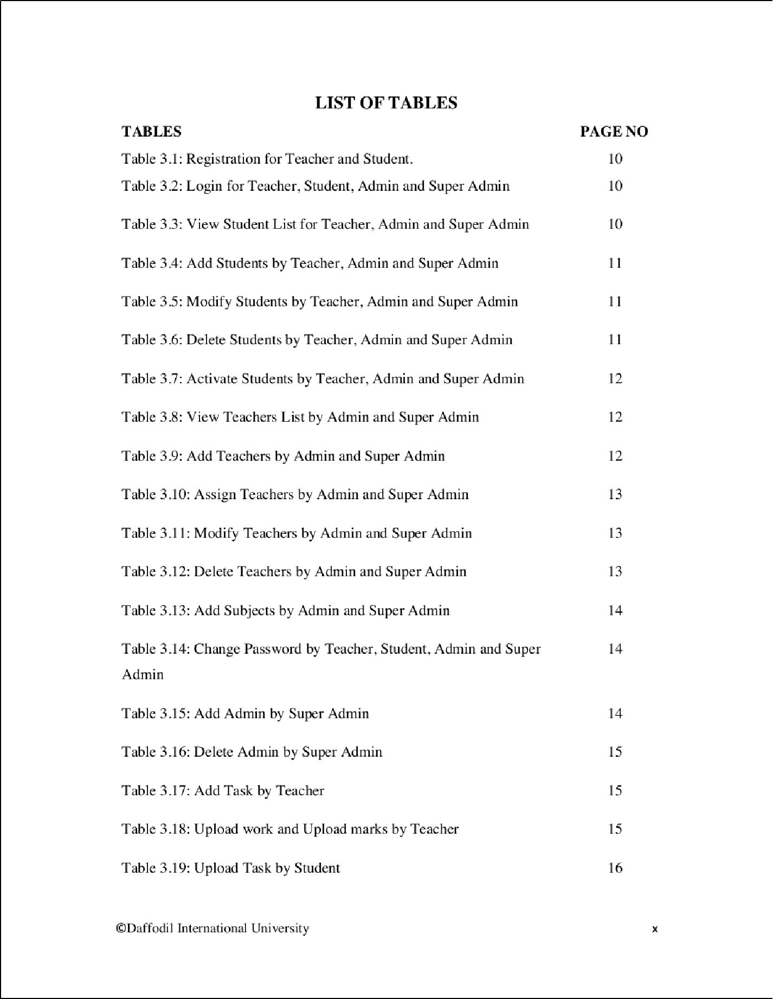 LIST OF TABLES
TABLES PAGE NO
Table 3.1: Registration for Teacher and Student. 10
Table 3.2: Login for Teacher, Student, Admin and Super Admin 10
Table 3.3: View Student List for Teacher, Admin and Super Admin 10
Table 3.4: Add Students by Teacher, Admin and Super Admin 11
Table 3.5: Modify Students by Teacher, Admin and Super Admin 11
Table 3.6: Delete Students by Teacher, Admin and Super Admin 11
Table 3.7: Activate Students by Teacher, Admin and Super Admin 12
Table 3.8: View Teachers List by Admin and Super Admin 12
Table 3.9: Add Teachers by Admin and Super Admin 12
Table 3.10: Assign Teachers by Admin and Super Admin 13
Table 3.11: Modify Teachers by Admin and Super Admin 13
Table 3.12: Delete Teachers by Admin and Super Admin 13
Table 3.13: Add Subjects by Admin and Super Admin 14
Table 3.14: Change Password by Teacher, Student, Admin and Super 14
Admin
Table 3.15: Add Admin by Super Admin 14
Table 3.16: Delete Admin by Super Admin 15
Table 3.17: Add Task by Teacher 15
Table 3.18: Upload work and Upload marks by Teacher 15
Table 3.19: Upload Task by Student 16
©Daffodil International University x